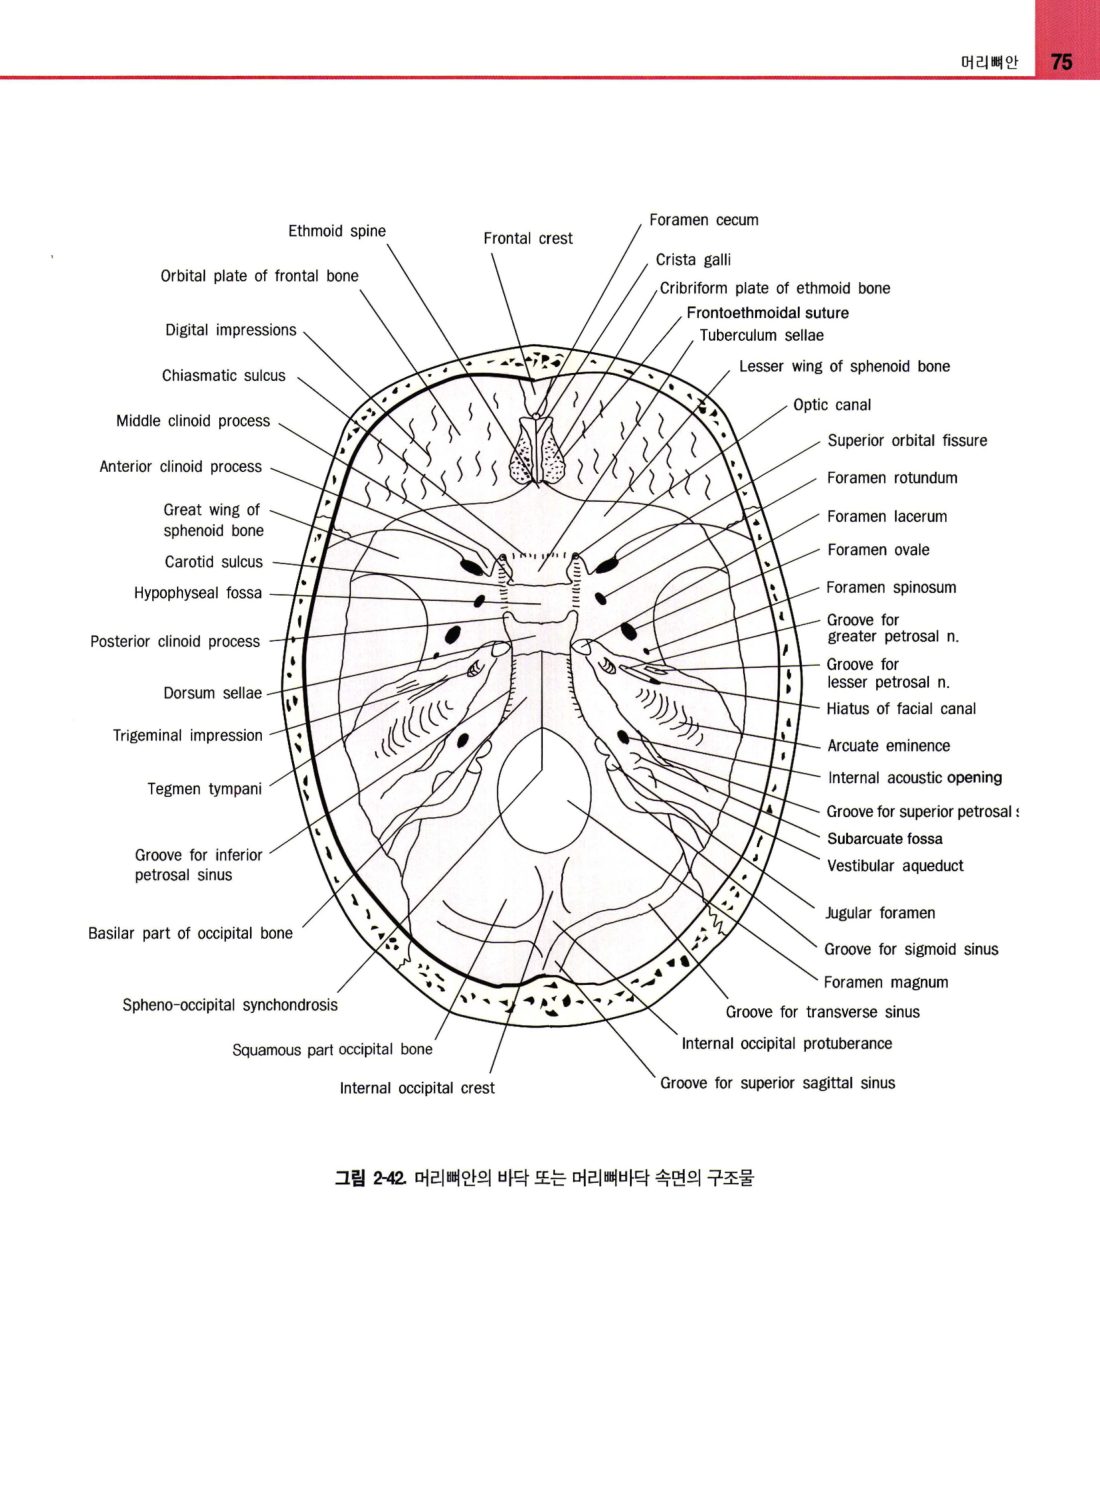 머리뼈안 75
Ethmoid spine
Frontal crest
Foramen cecum
Orbital plate of frontal bone
Crista galli
Cribriform plate of ethmoid bone
Frontoethmoidal suture
Digital impressions
Tuberculum sellae
Chiasmatic sulcus
Lesser wing of sphenoid bone
Middle clinoid process
Optic canal
Anterior clinoid process
Superior orbital fissure
Great wing of
sphenoid bone
Foramen rotundum
Carotid sulcus
Foramen lacerum
Hypophyseal fossa
Foramen ovale
Posterior clinoid process
Foramen spinosum
Groove for
greater petrosal n.
Dorsum sellae
Groove for
lesser petrosal n.
Trigeminal impression
Hiatus of facial canal
Tegmen tympani
Arcuate eminence
Internal acoustic opening
Groove for superior petrosal s
Groove for inferior
petrosal sinus
Subarcuate fossa
Vestibular aqueduct
Basilar part of occipital bone
Jugular foramen
Groove for sigmoid sinus
Spheno-occipital synchondrosis
Foramen magnum
Groove for transverse sinus
Squamous part occipital bone
Internal occipital protuberance
Internal occipital crest
Groove for superior sagittal sinus
그림 2-42. 머리뼈안의 바닥 또는 머리뼈바닥 속면의 구조물